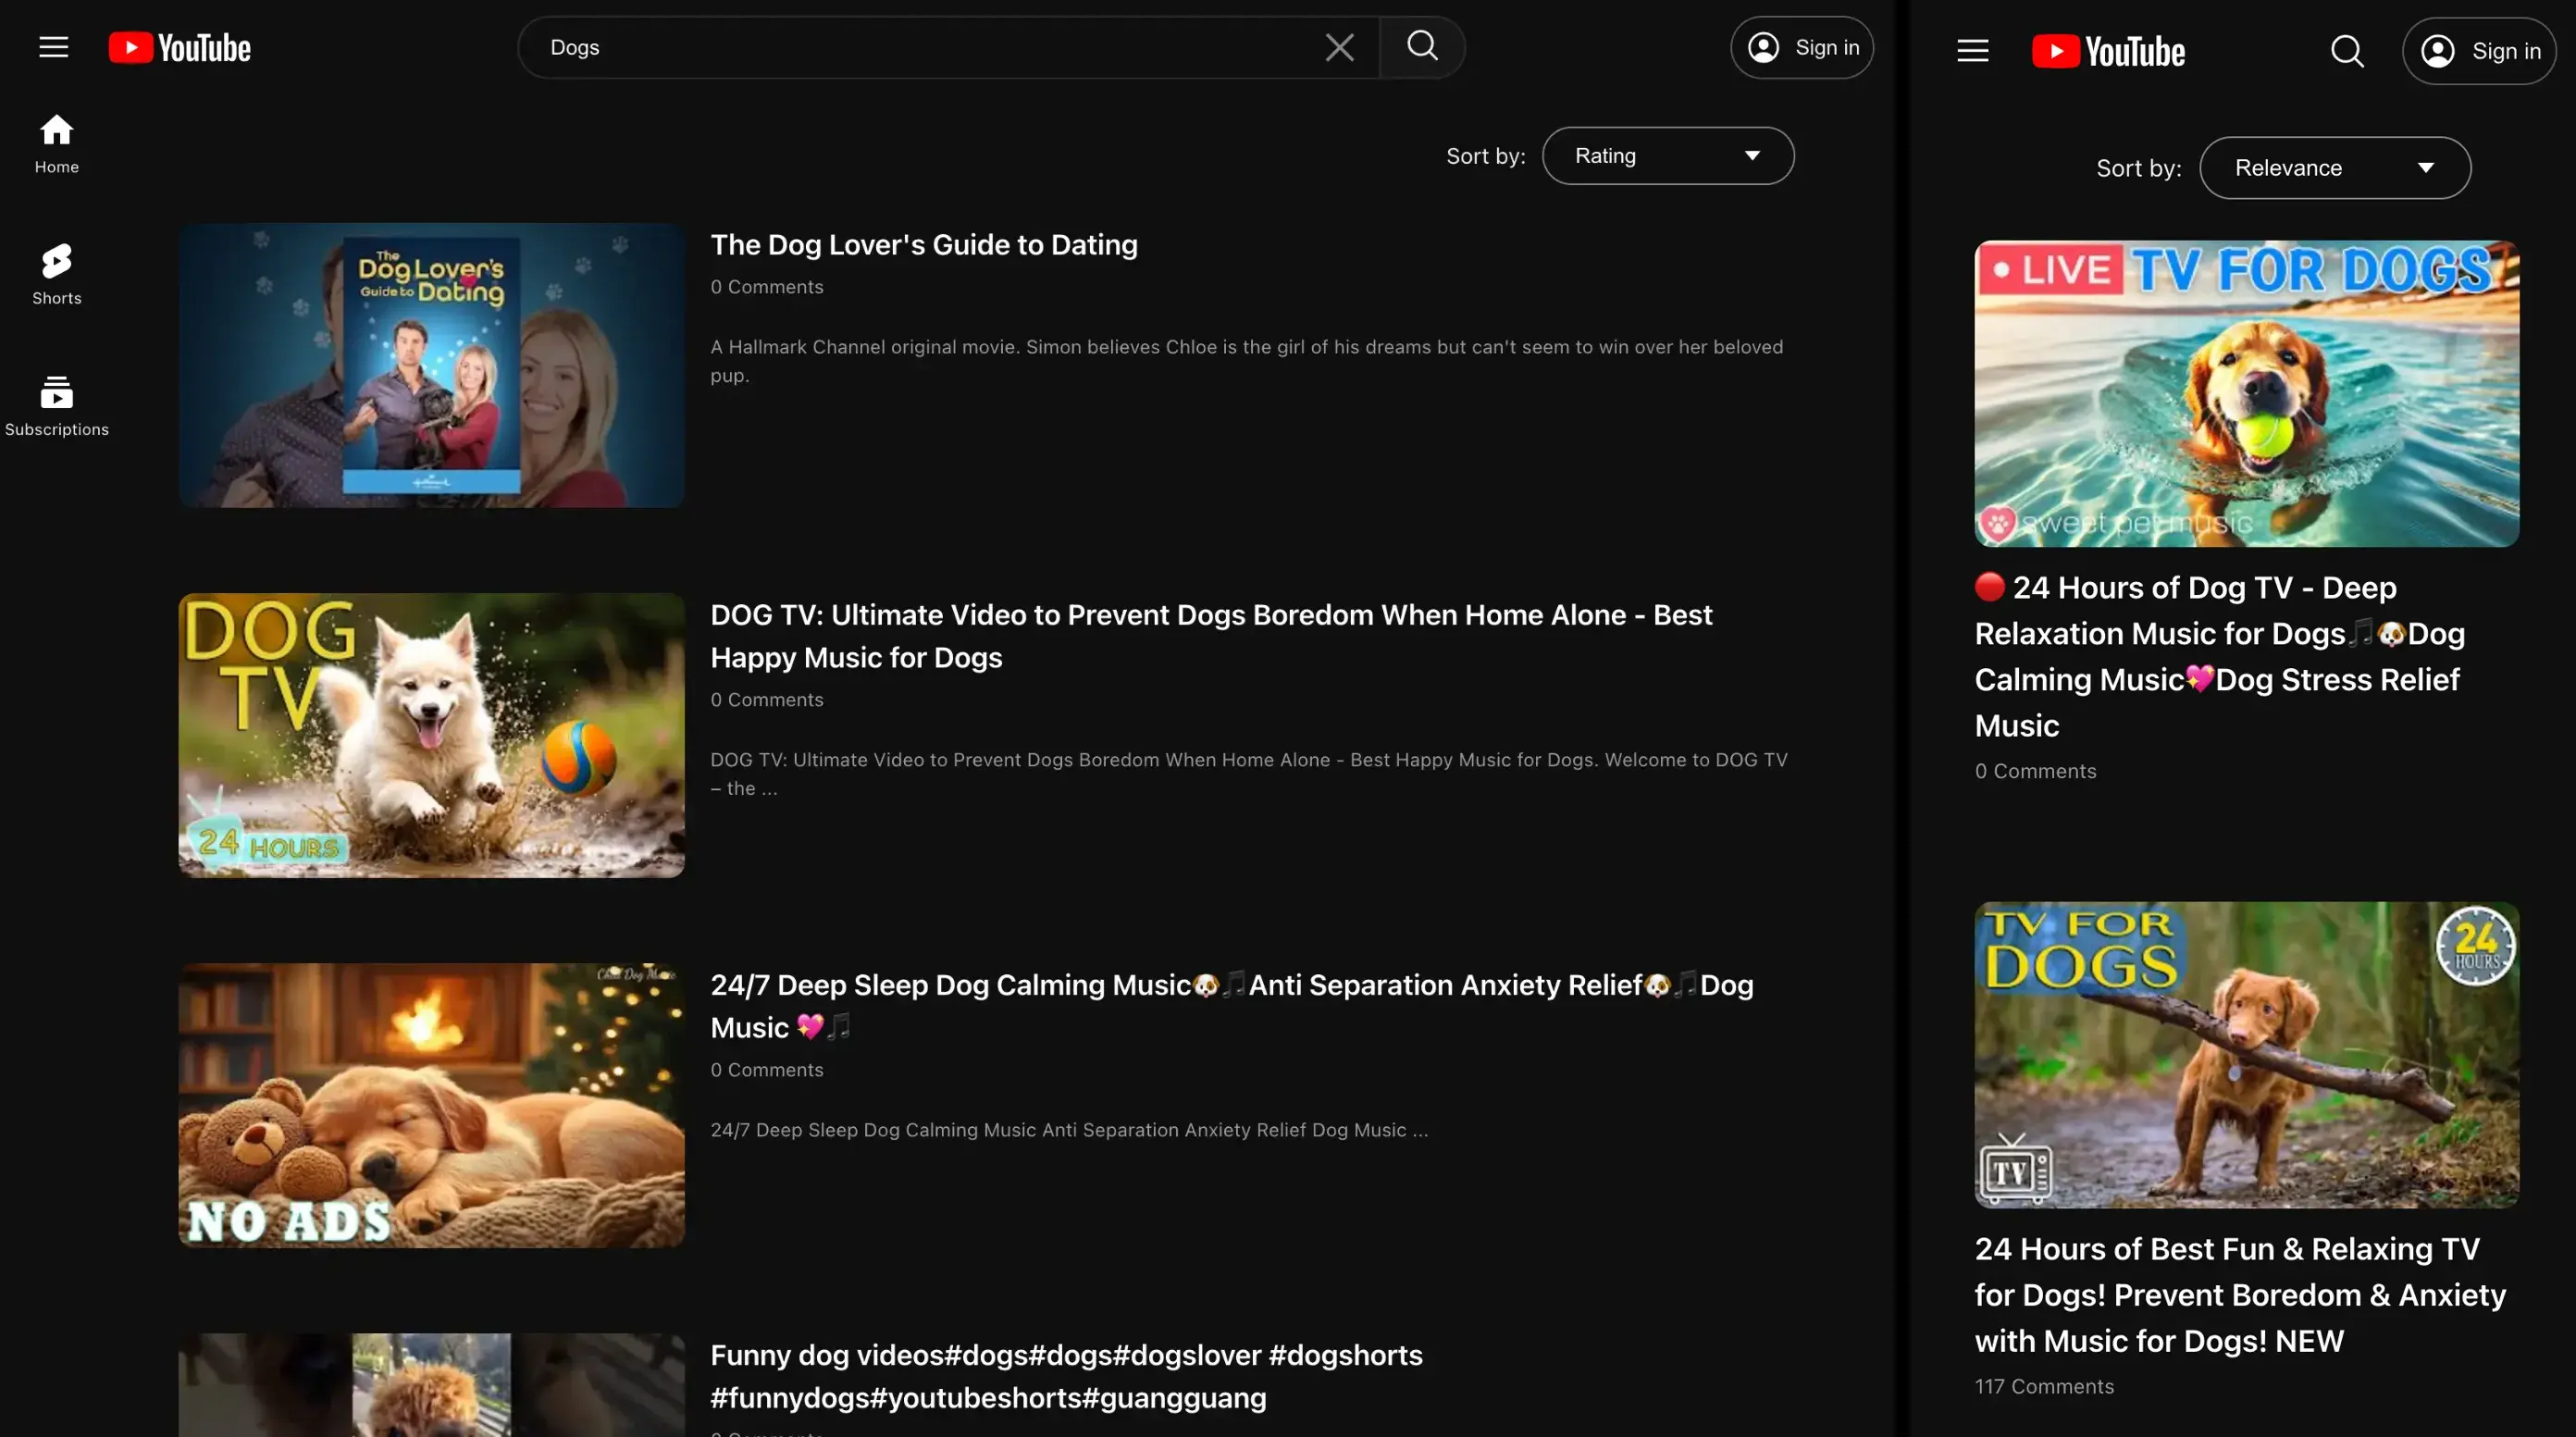 YouTube
Dogs
Sign in
Home
Shorts
Subscriptions
Sort by:
Rating
The
Dog Lover's
Guide to Dating
Hallmark
The Dog Lover's Guide to Dating
0 Comments
A Hallmark Channel original movie. Simon believes Chloe is the girl of his dreams but can't seem to win over her beloved
pup.
DOG
TV
24 HOURS
DOG TV: Ultimate Video to Prevent Dogs Boredom When Home Alone - Best
Happy Music for Dogs
0 Comments
DOG TV: Ultimate Video to Prevent Dogs Boredom When Home Alone - Best Happy Music for Dogs. Welcome to DOG TV
– the ...
Chill Dog Music
NO ADS
24/7 Deep Sleep Dog Calming Music🐶🎵Anti Separation Anxiety Relief🐶🎵Dog
Music 💖🎵
0 Comments
24/7 Deep Sleep Dog Calming Music Anti Separation Anxiety Relief Dog Music ...
Funny dog videos#dogs#dogs#dogslover #dogshorts
#funnydogs#youtubeshorts#guangguang
YouTube
Sign in
Sort by:
Relevance
LIVE TV FOR DOGS
sweet pet music
🔴 24 Hours of Dog TV - Deep
Relaxation Music for Dogs🎵🐶Dog
Calming Music💖Dog Stress Relief
Music
0 Comments
TV FOR
DOGS
24
HOURS
TV
24 Hours of Best Fun & Relaxing TV
for Dogs! Prevent Boredom & Anxiety
with Music for Dogs! NEW
117 Comments